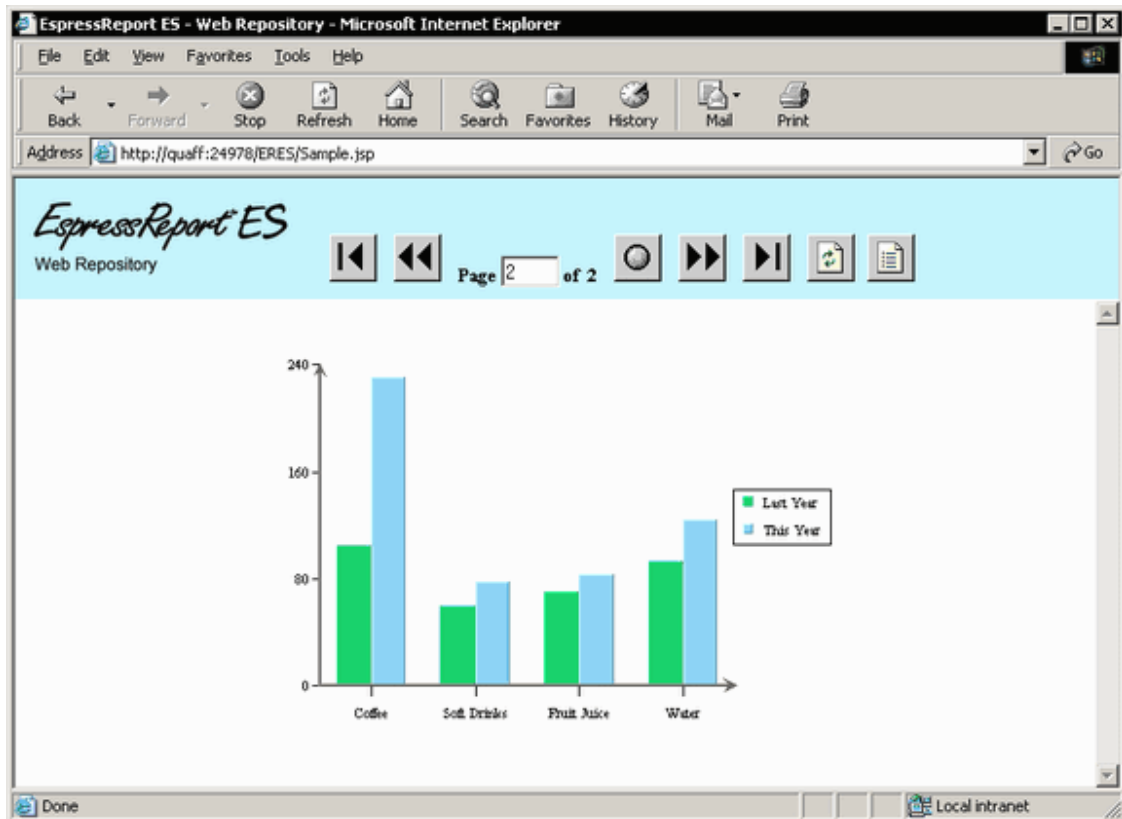 EspressReport ES - Web Repository - Microsoft Internet Explorer
File Edit View Favorites Tools Help
Back Forward Stop Refresh Home Search Favorites History Mail Print
Address http://quaff:24978/ERES/Sample.jsp Go
EspressReport ES
Web Repository
Page 2 of 2
240
160
80
0
Last Year
This Year
Coffee Soft Drinks Fruit Juice Water
Done Local intranet